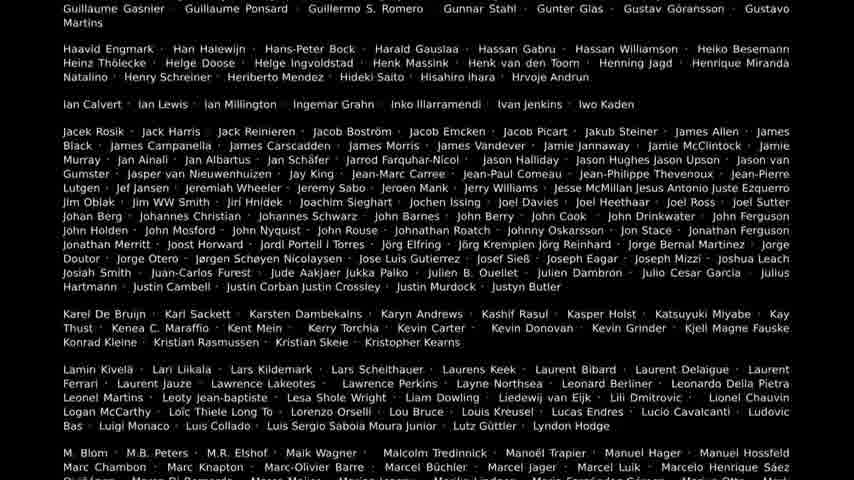 Guillaume Gasnier · Guillaume Ponsard · Guillermo S. Romero · Gunnar Stahl · Gunter Glas · Gustav Göransson · Gustavo
Martins
Haavid Engmark · Han Halewijn · Hans-Peter Bock · Harald Gauslaa · Hassan Gabru · Hassan Williamson · Heiko Besemann
Heinz Thölecke · Helge Doose · Helge Ingvoldstad · Henk Massink · Henk van den Toorn · Henning Jagd · Henrique Miranda
Natalino · Henry Schreiner · Heriberto Mendez · Hideki Saito · Hisahiro Ihara · Hrvoje Andrun
Ian Calvert · Ian Lewis · Ian Millington · Ingemar Grahn · Inko Illarramendi · Ivan Jenkins · Iwo Kaden
Jacek Rosik · Jack Harris · Jack Reinieren · Jacob Boström · Jacob Emcken · Jacob Picart · Jakub Steiner · James Allen · James
Black · James Campanella · James Carscadden · James Morris · James Vandever · Jamie Jannaway · Jamie McClintock · Jamie
Murray · Jan Ainali · Jan Albartus · Jan Schäfer · Jarrod Farquhar-Nicol · Jason Halliday · Jason Hughes Jason Upson · Jason van
Gumster · Jasper van Nieuwenhuizen · Jay King · Jean-Marc Carree · Jean-Paul Comeau · Jean-Philippe Thevenoux · Jean-Pierre
Lutgen · Jef Jansen · Jeremiah Wheeler · Jeremy Sabo · Jeroen Mank · Jerry Williams · Jesse McMillan Jesus Antonio Juste Ezquerro
Jim Oblak · Jim WW Smith · Jirí Hnídek · Joachim Sieghart · Jochen Issing · Joel Davies · Joel Heethaar · Joel Ross · Joel Sutter
Johan Berg · Johannes Christian · Johannes Schwarz · John Barnes · John Berry · John Cook · John Drinkwater · John Ferguson
John Holden · John Mosford · John Nyquist · John Rouse · Johnathan Roatch · Johnny Oskarsson · Jon Stace · Jonathan Ferguson
Jonathan Merritt · Joost Howard · Jordi Portell i Torres · Jörg Elfring · Jörg Krempien Jörg Reinhard · Jorge Bernal Martinez · Jorge
Doutor · Jorge Otero · Jørgen Schøyen Nicolaysen · Jose Luis Gutierrez · Josef Sieß · Joseph Eagar · Joseph Mizzi · Joshua Leach
Josiah Smith · Juan-Carlos Furest · Jude Aakjaer Jukka Palko · Julien B. Ouellet · Julien Dambron · Julio Cesar Garcia · Julius
Hartmann · Justin Cambell · Justin Corban Justin Crossley · Justin Murdock · Justyn Butler
Karel De Bruijn · Karl Sackett · Karsten Dambekalns · Karyn Andrews · Kashif Rasul · Kasper Holst · Katsuyuki Miyabe · Kay
Thust · Kenea C. Maraffio · Kent Mein · Kerry Torchia · Kevin Carter · Kevin Donovan · Kevin Grinder · Kjell Magne Fauske
Konrad Kleine · Kristian Rasmussen · Kristian Skeie · Kristopher Kearns
Lamin Kivelä · Lari Liikala · Lars Kildemark · Lars Scheithauer · Laurens Keek · Laurent Bibard · Laurent Delaigue · Laurent
Ferrari · Laurent Jauze · Lawrence Lakeotes · Lawrence Perkins · Layne Northsea · Leonard Berliner · Leonardo Della Pietra
Leonel Martins · Leoty Jean-baptiste · Lesa Shole Wright · Liam Dowling · Liedewij van Eijk · Lili Dmitrovic · Lionel Chauvin
Logan McCarthy · Loïc Thiele Long To · Lorenzo Orselli · Lou Bruce · Louis Kreusel · Lucas Endres · Lucio Cavalcanti · Ludovic
Bas · Luigi Monaco · Luis Collado · Luis Sergio Saboia Moura Junior · Lutz Güttler · Lyndon Hodge
M. Blom · M.B. Peters · M.R. Elshof · Maik Wagner · Malcolm Tredinnick · Manoël Trapier · Manuel Hager · Manuel Hossfeld
Marc Chambon · Marc Knapton · Marc-Olivier Barre · Marcel Büchler · Marcel Jager · Marcel Luik · Marcelo Henrique Sáez